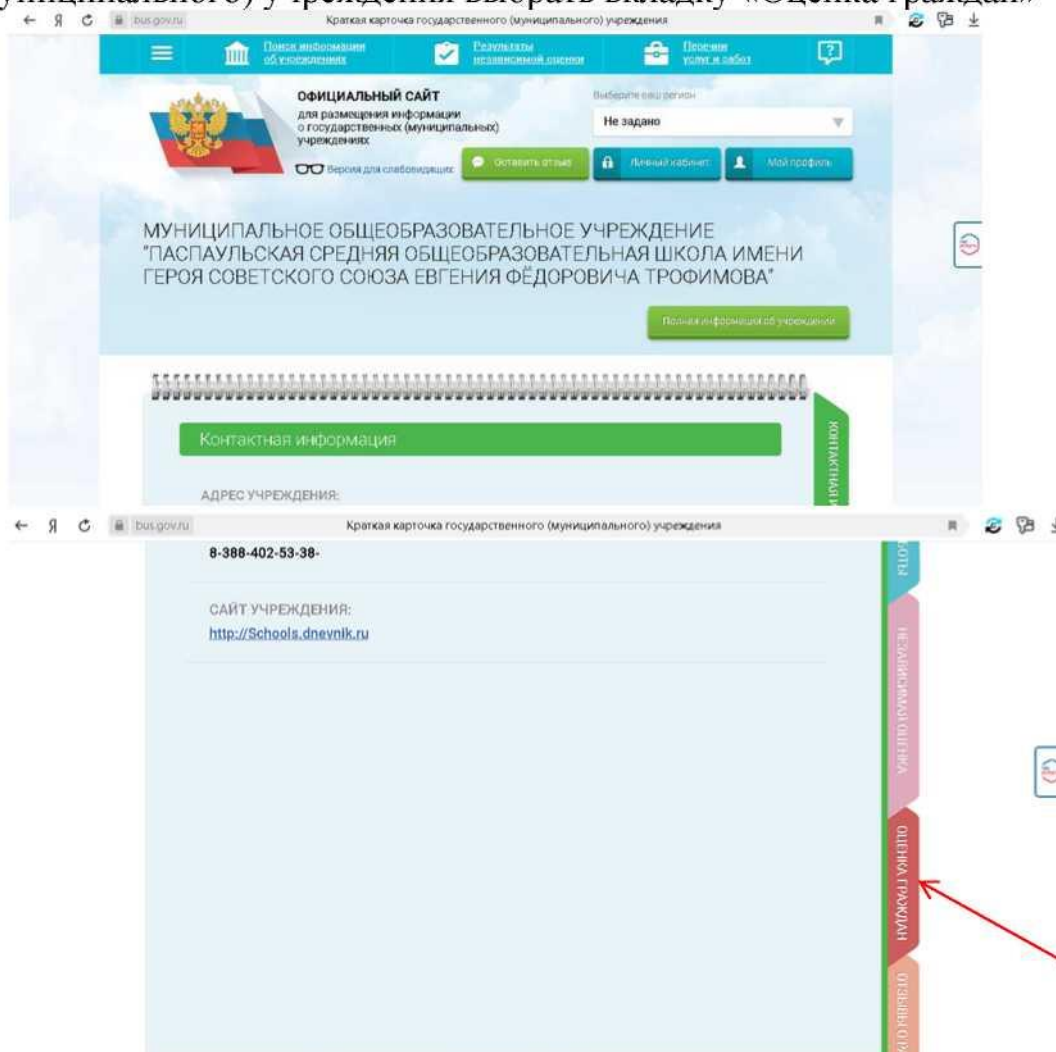 униципального) учреждения выбрать вкладку «Оценка граждан»
bus.gov.ru Краткая карточка государственного (муниципального) учреждения
Поиск информации
об учреждениях
Результаты
независимой оценки
Перечни
услуг и работ
ОФИЦИАЛЬНЫЙ САЙТ
для размещения информации
о государственных (муниципальных)
учреждениях
Версия для слабовидящих
Выберите ваш регион
Не задано
Оставить отзыв
Личный кабинет
Мой профиль
МУНИЦИПАЛЬНОЕ ОБЩЕОБРАЗОВАТЕЛЬНОЕ УЧРЕЖДЕНИЕ
"ПАСПАУЛЬСКАЯ СРЕДНЯЯ ОБЩЕОБРАЗОВАТЕЛЬНАЯ ШКОЛА ИМЕНИ
ГЕРОЯ СОВЕТСКОГО СОЮЗА ЕВГЕНИЯ ФЁДОРОВИЧА ТРОФИМОВА"
Полная информация об учреждении
Контактная информация
КОНТАКТНАЯ И
АДРЕС УЧРЕЖДЕНИЯ:
Я bus.gov.ru Краткая карточка государственного (муниципального) учреждения
8-388-402-53-38-
САЙТ УЧРЕЖДЕНИЯ:
http://Schools.dnevnik.ru
БОТЫ
НЕЗАВИСИМАЯ ОЦЕНКА
ОЦЕНКА ГРАЖДАН
ОТЗЫВЫ О Р